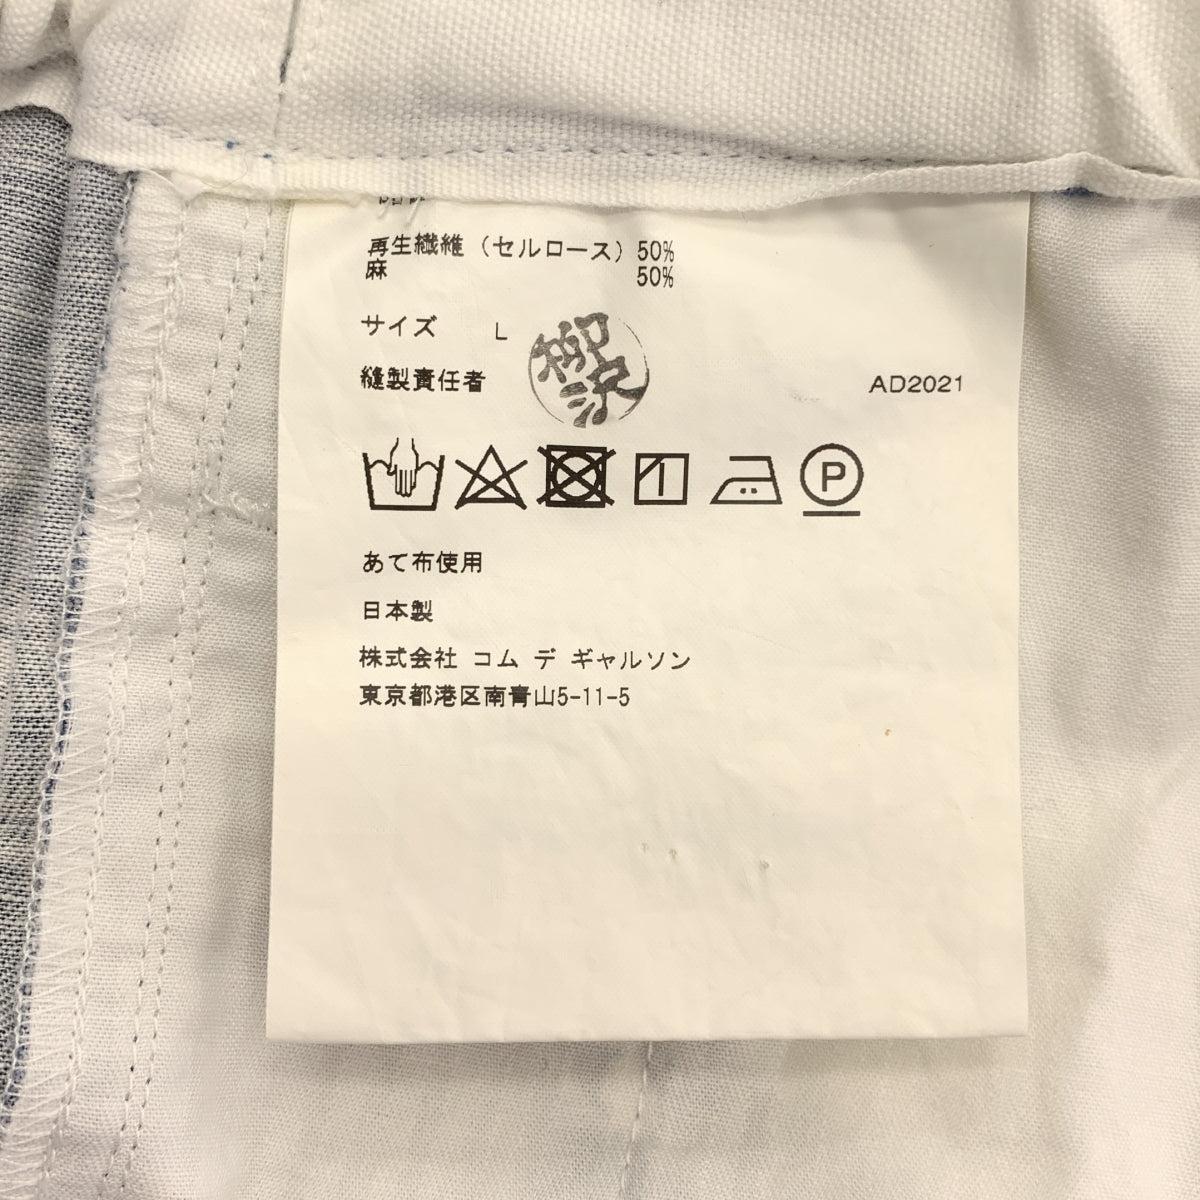 再生繊維（セルロース）50%
麻 50%
サイズ L
縫製責任者 柳沢 AD2021
P
あて布使用
日本製
株式会社 コム デ ギャルソン
東京都港区南青山5-11-5